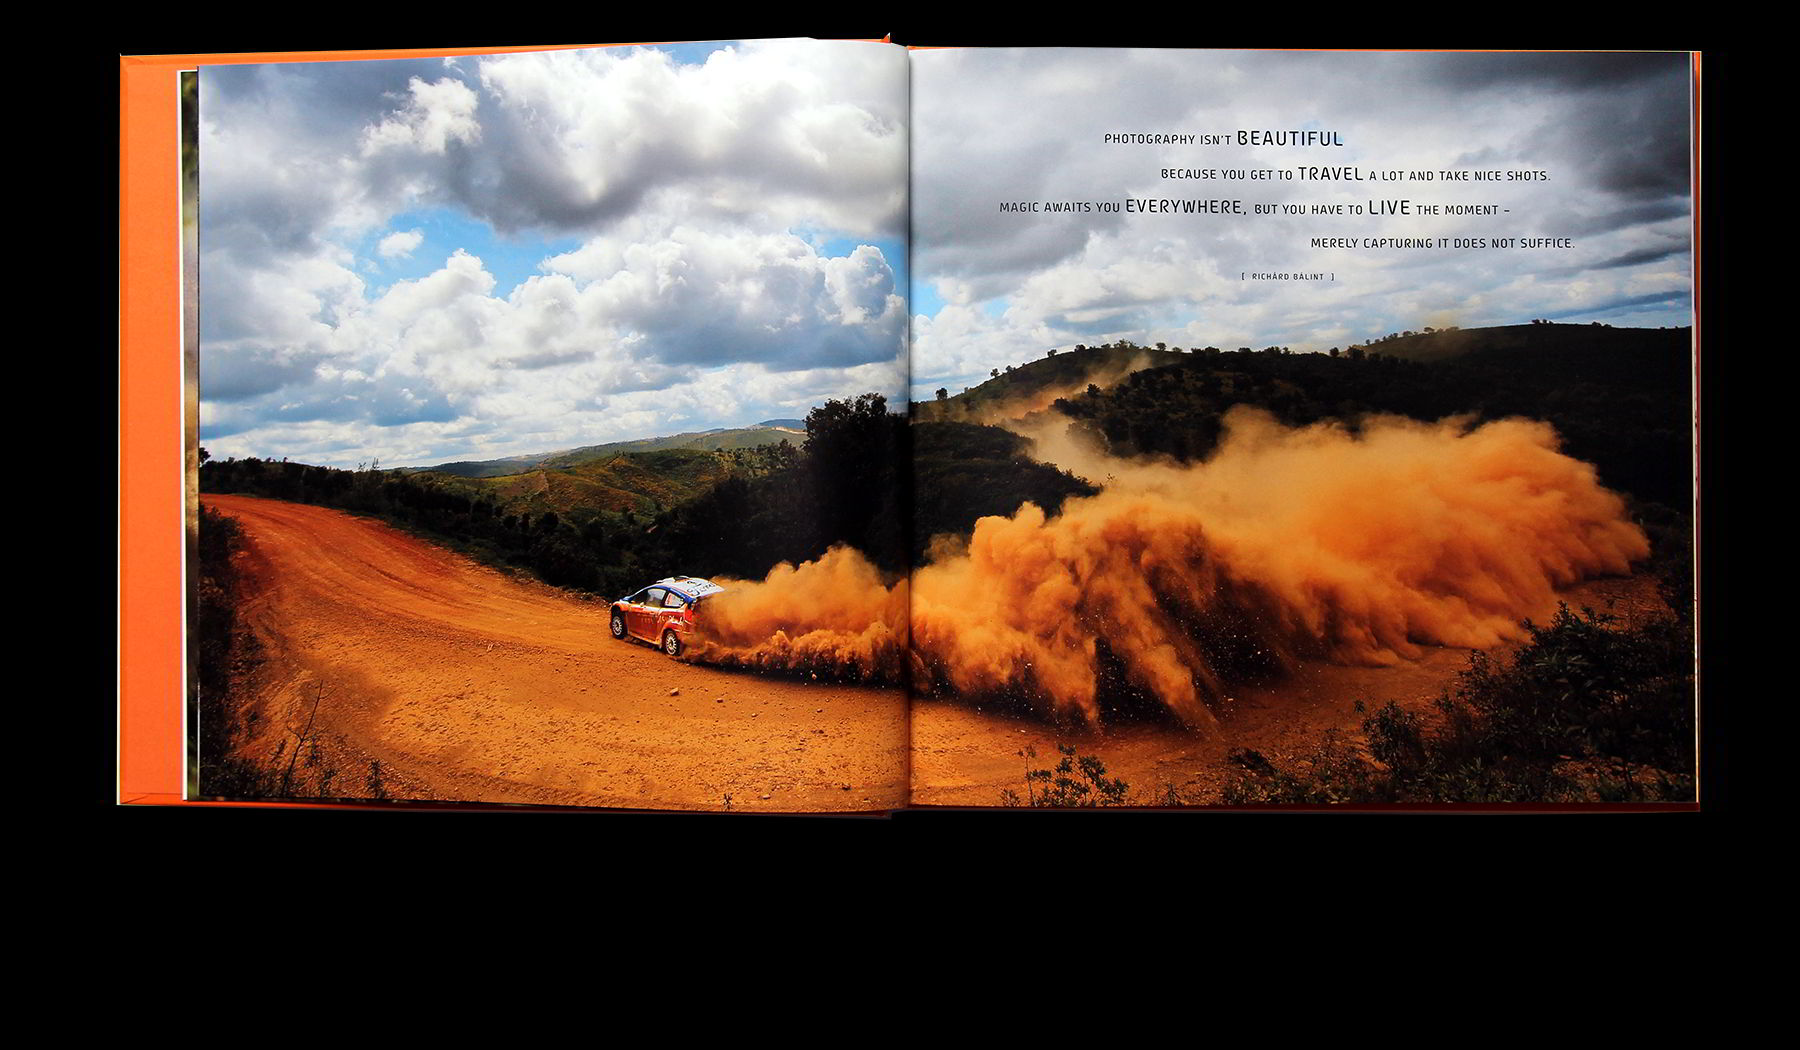 PHOTOGRAPHY ISN'T BEAUTIFUL
BECAUSE YOU GET TO TRAVEL A LOT AND TAKE NICE SHOTS.
MAGIC AWAITS YOU EVERYWHERE, BUT YOU HAVE TO LIVE THE MOMENT –
MERELY CAPTURING IT DOES NOT SUFFICE.
[ RICHÁRD BÁLINT ]